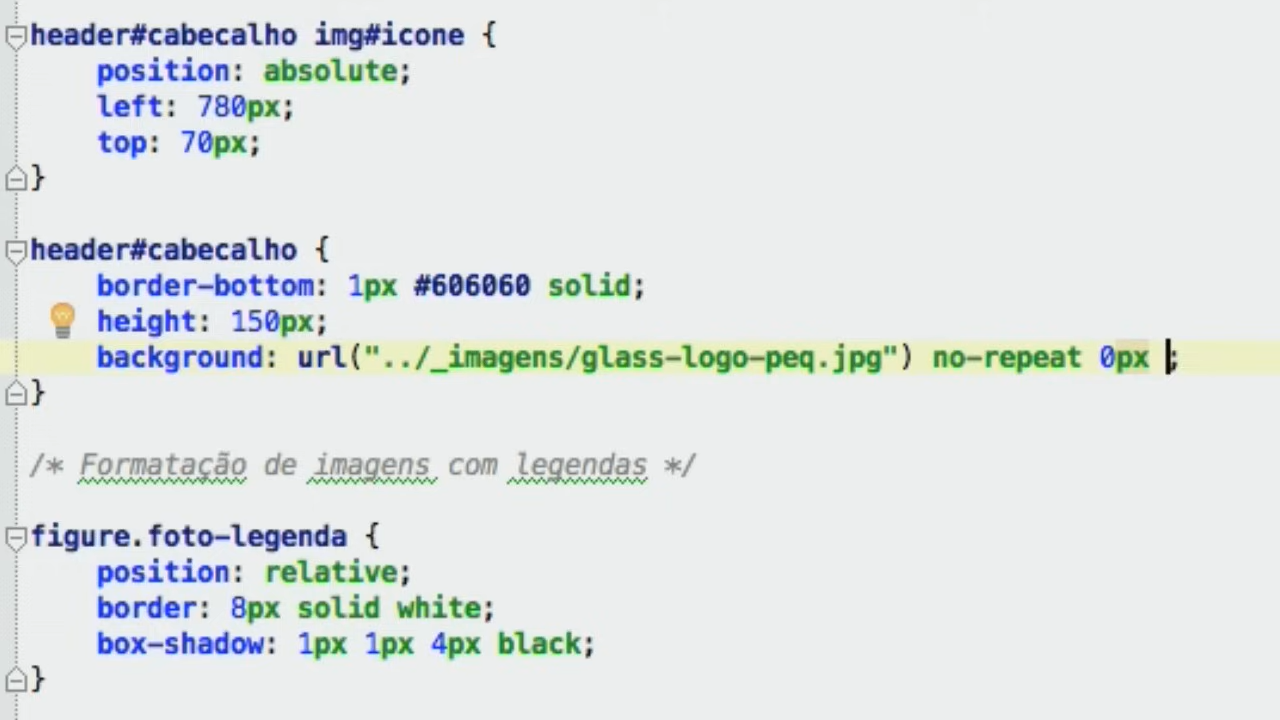 header#cabecalho img#icone {
position: absolute;
left: 780px;
top: 70px;
}
header#cabecalho {
border-bottom: 1px #606060 solid;
height: 150px;
background: url("../_imagens/glass-logo-peq.jpg") no-repeat 0px ;
}
/* Formatação de imagens com legendas */
figure.foto-legenda {
position: relative;
border: 8px solid white;
box-shadow: 1px 1px 4px black;
}